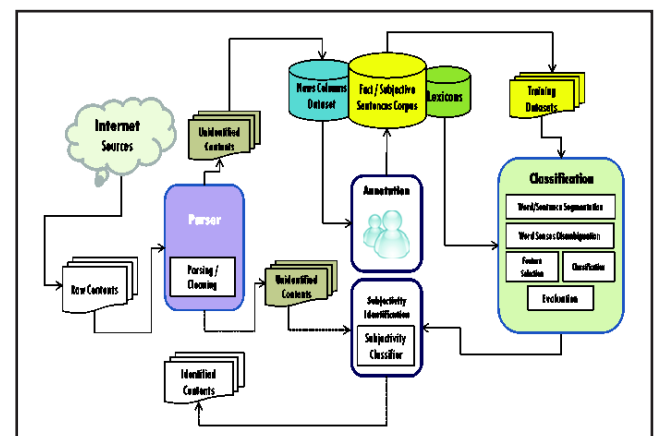 Internet
Sources
Unidentified
Contents
News Columns
Dataset
Fact / Subjective
Sentences Corpus
Lexicons
Training
Datasets
Parser
Parsing /
Cleaning
Annotation
Classification
Word/Sentence Segmentation
Word Senses Disambiguation
Feature
Selection
Classification
Evaluation
Raw Contents
Unidentified
Contents
Subjectivity
Identification
Subjectivity
Classifier
Identified
Contents